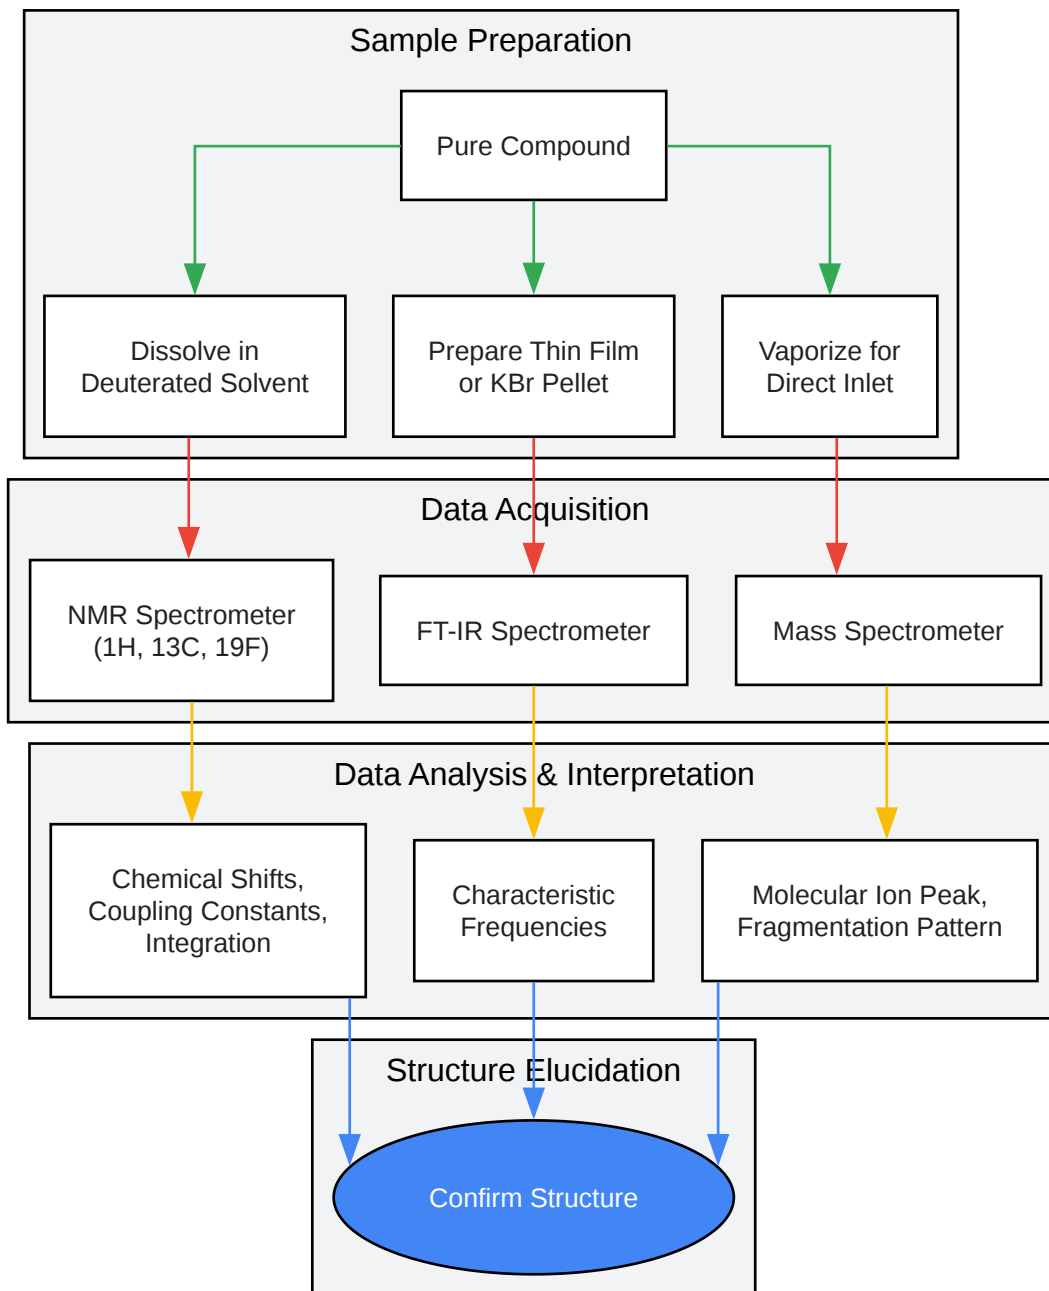 Sample Preparation
Pure Compound
Dissolve in
Deuterated Solvent
Prepare Thin Film
or KBr Pellet
Vaporize for
Direct Inlet
Data Acquisition
NMR Spectrometer
(1H, 13C, 19F)
FT-IR Spectrometer
Mass Spectrometer
Data Analysis & Interpretation
Chemical Shifts,
Coupling Constants,
Integration
Characteristic
Frequencies
Molecular Ion Peak,
Fragmentation Pattern
Structure Elucidation
Confirm Structure